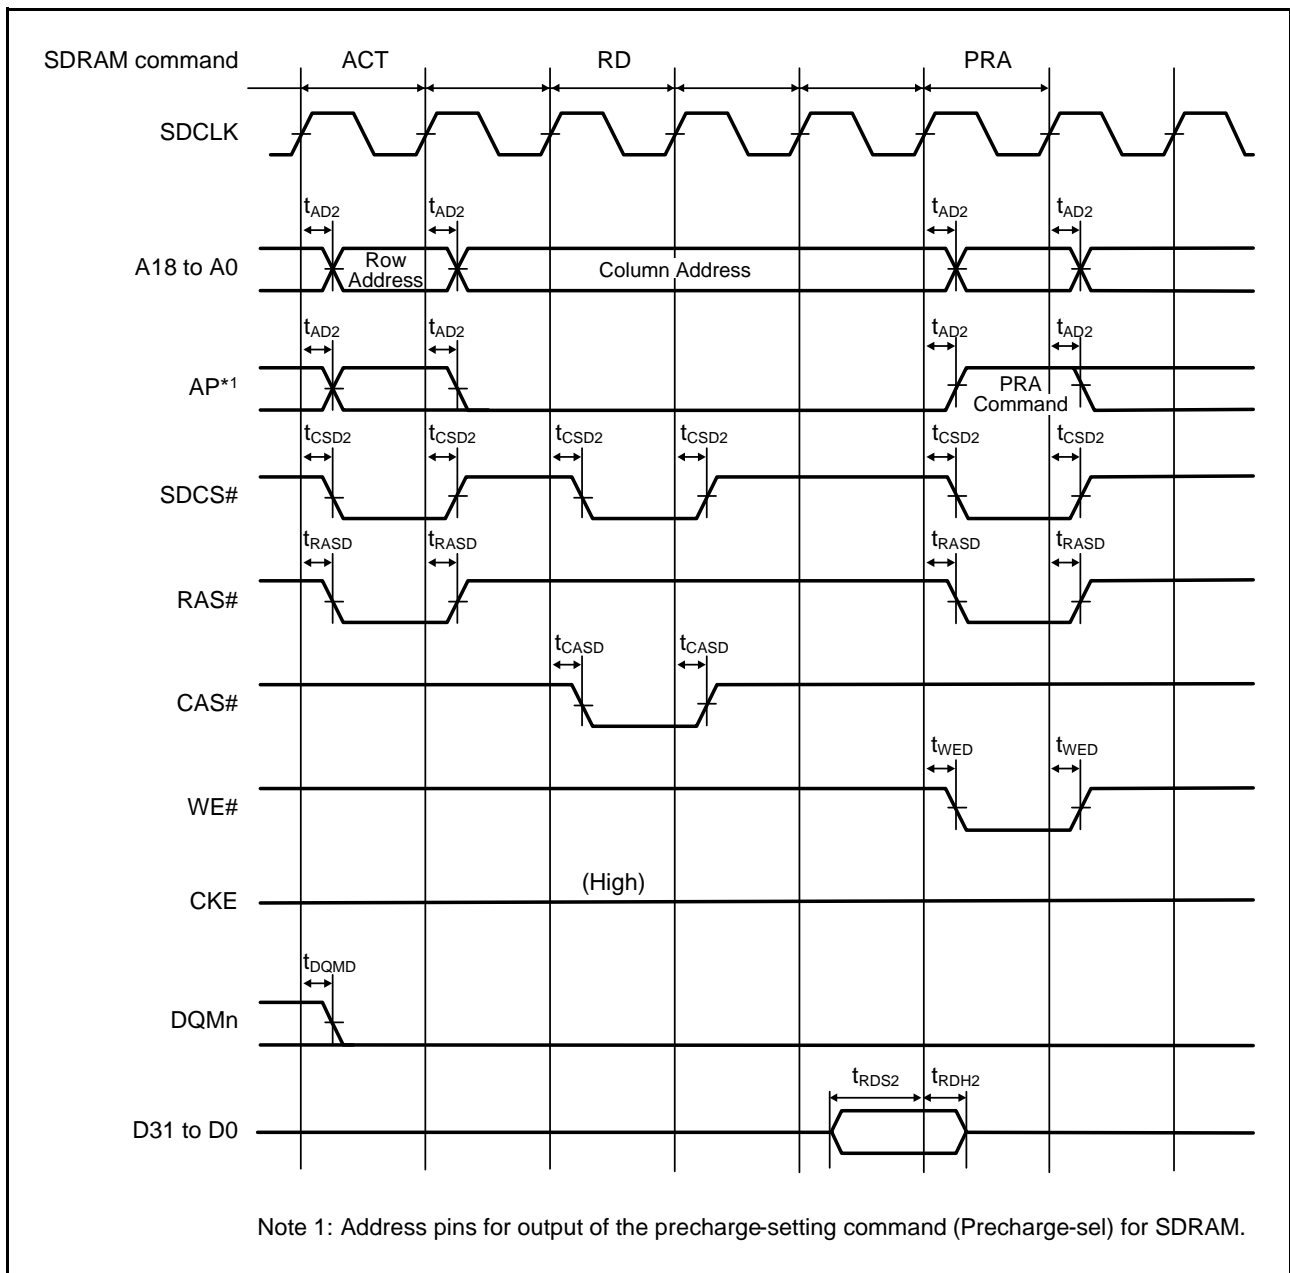 SDRAM command ACT RD PRA
SDCLK
tAD2 tAD2 tAD2 tAD2
A18 to A0
Row
Address
Column Address
tAD2 tAD2 tAD2 tAD2
AP*1
PRA
Command
tCSD2 tCSD2 tCSD2 tCSD2 tCSD2 tCSD2
SDCS#
tRASD tRASD tRASD tRASD
RAS#
tCASD tCASD
CAS#
tWED tWED
WE#
(High)
CKE
tDQMD
DQMn
tRDS2 tRDH2
D31 to D0
Note 1: Address pins for output of the precharge-setting command (Precharge-sel) for SDRAM.